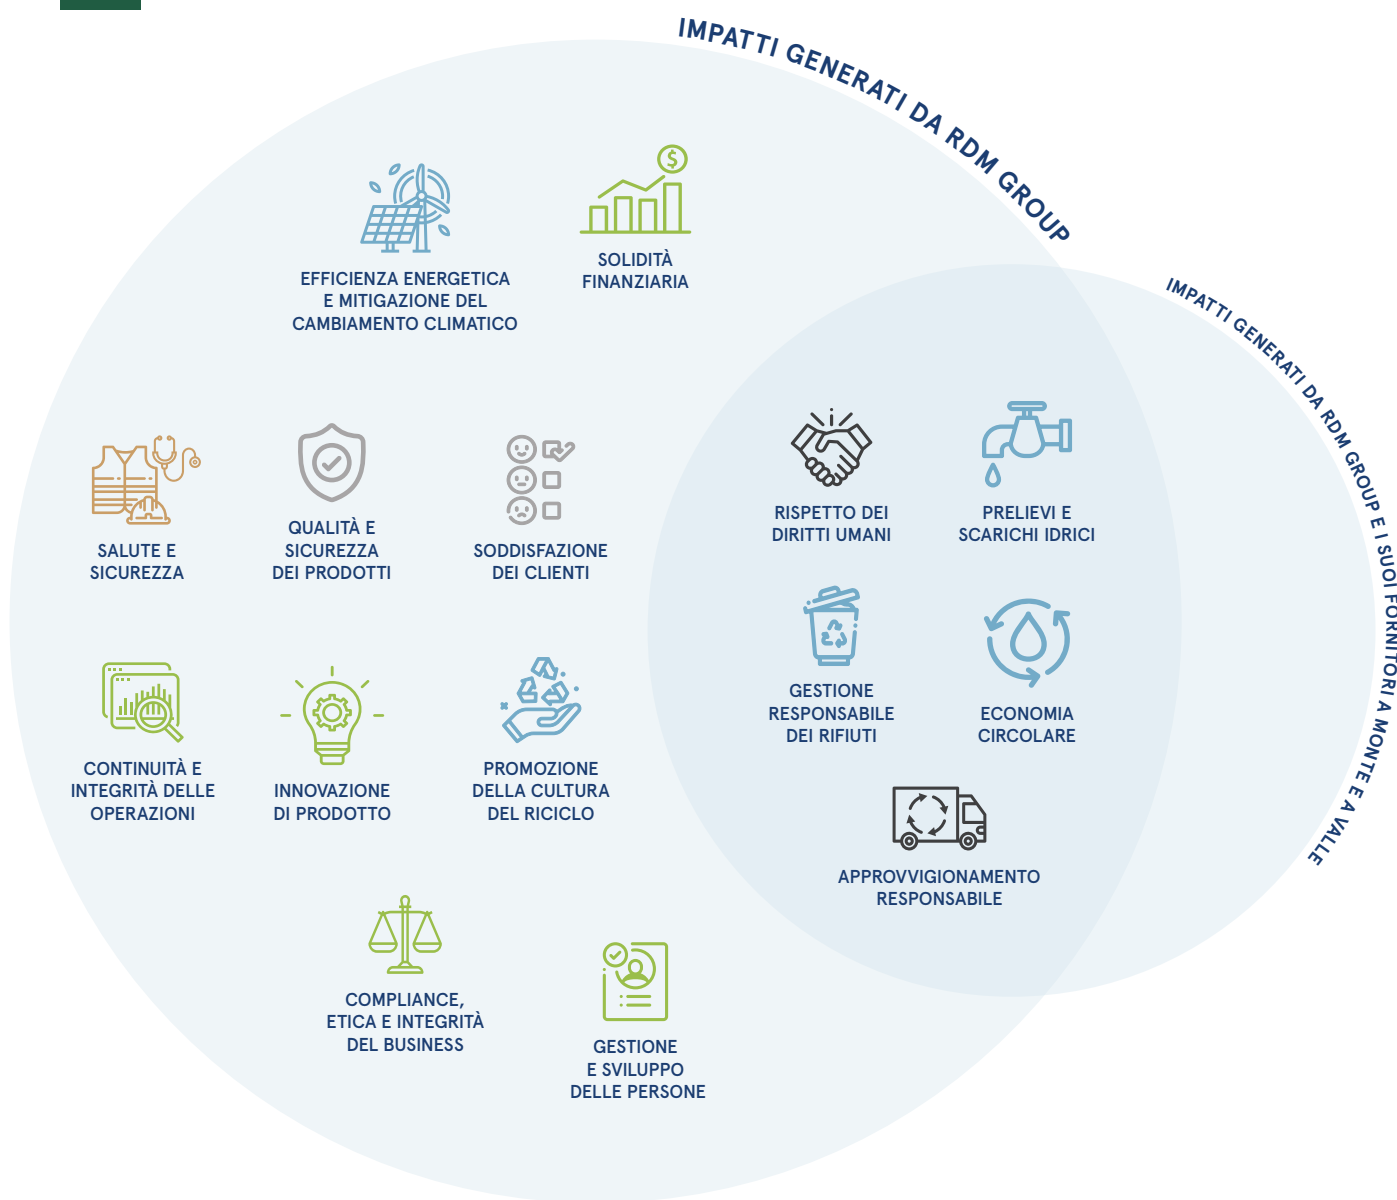 IMPATTI GENERATI DA RDM GROUP
IMPATTI GENERATI DA RDM GROUP E I SUOI FORNITORI A MONTE E A VALLE
EFFICIENZA ENERGETICA
E MITIGAZIONE DEL
CAMBIAMENTO CLIMATICO
$
SOLIDITÀ
FINANZIARIA
SALUTE E
SICUREZZA
QUALITÀ E
SICUREZZA
DEI PRODOTTI
SODDISFAZIONE
DEI CLIENTI
RISPETTO DEI
DIRITTI UMANI
PRELIEVI E
SCARICHI IDRICI
GESTIONE
RESPONSABILE
DEI RIFIUTI
ECONOMIA
CIRCOLARE
CONTINUITÀ E
INTEGRITÀ DELLE
OPERAZIONI
INNOVAZIONE
DI PRODOTTO
PROMOZIONE
DELLA CULTURA
DEL RICICLO
APPROVVIGIONAMENTO
RESPONSABILE
COMPLIANCE,
ETICA E INTEGRITÀ
DEL BUSINESS
GESTIONE
E SVILUPPO
DELLE PERSONE